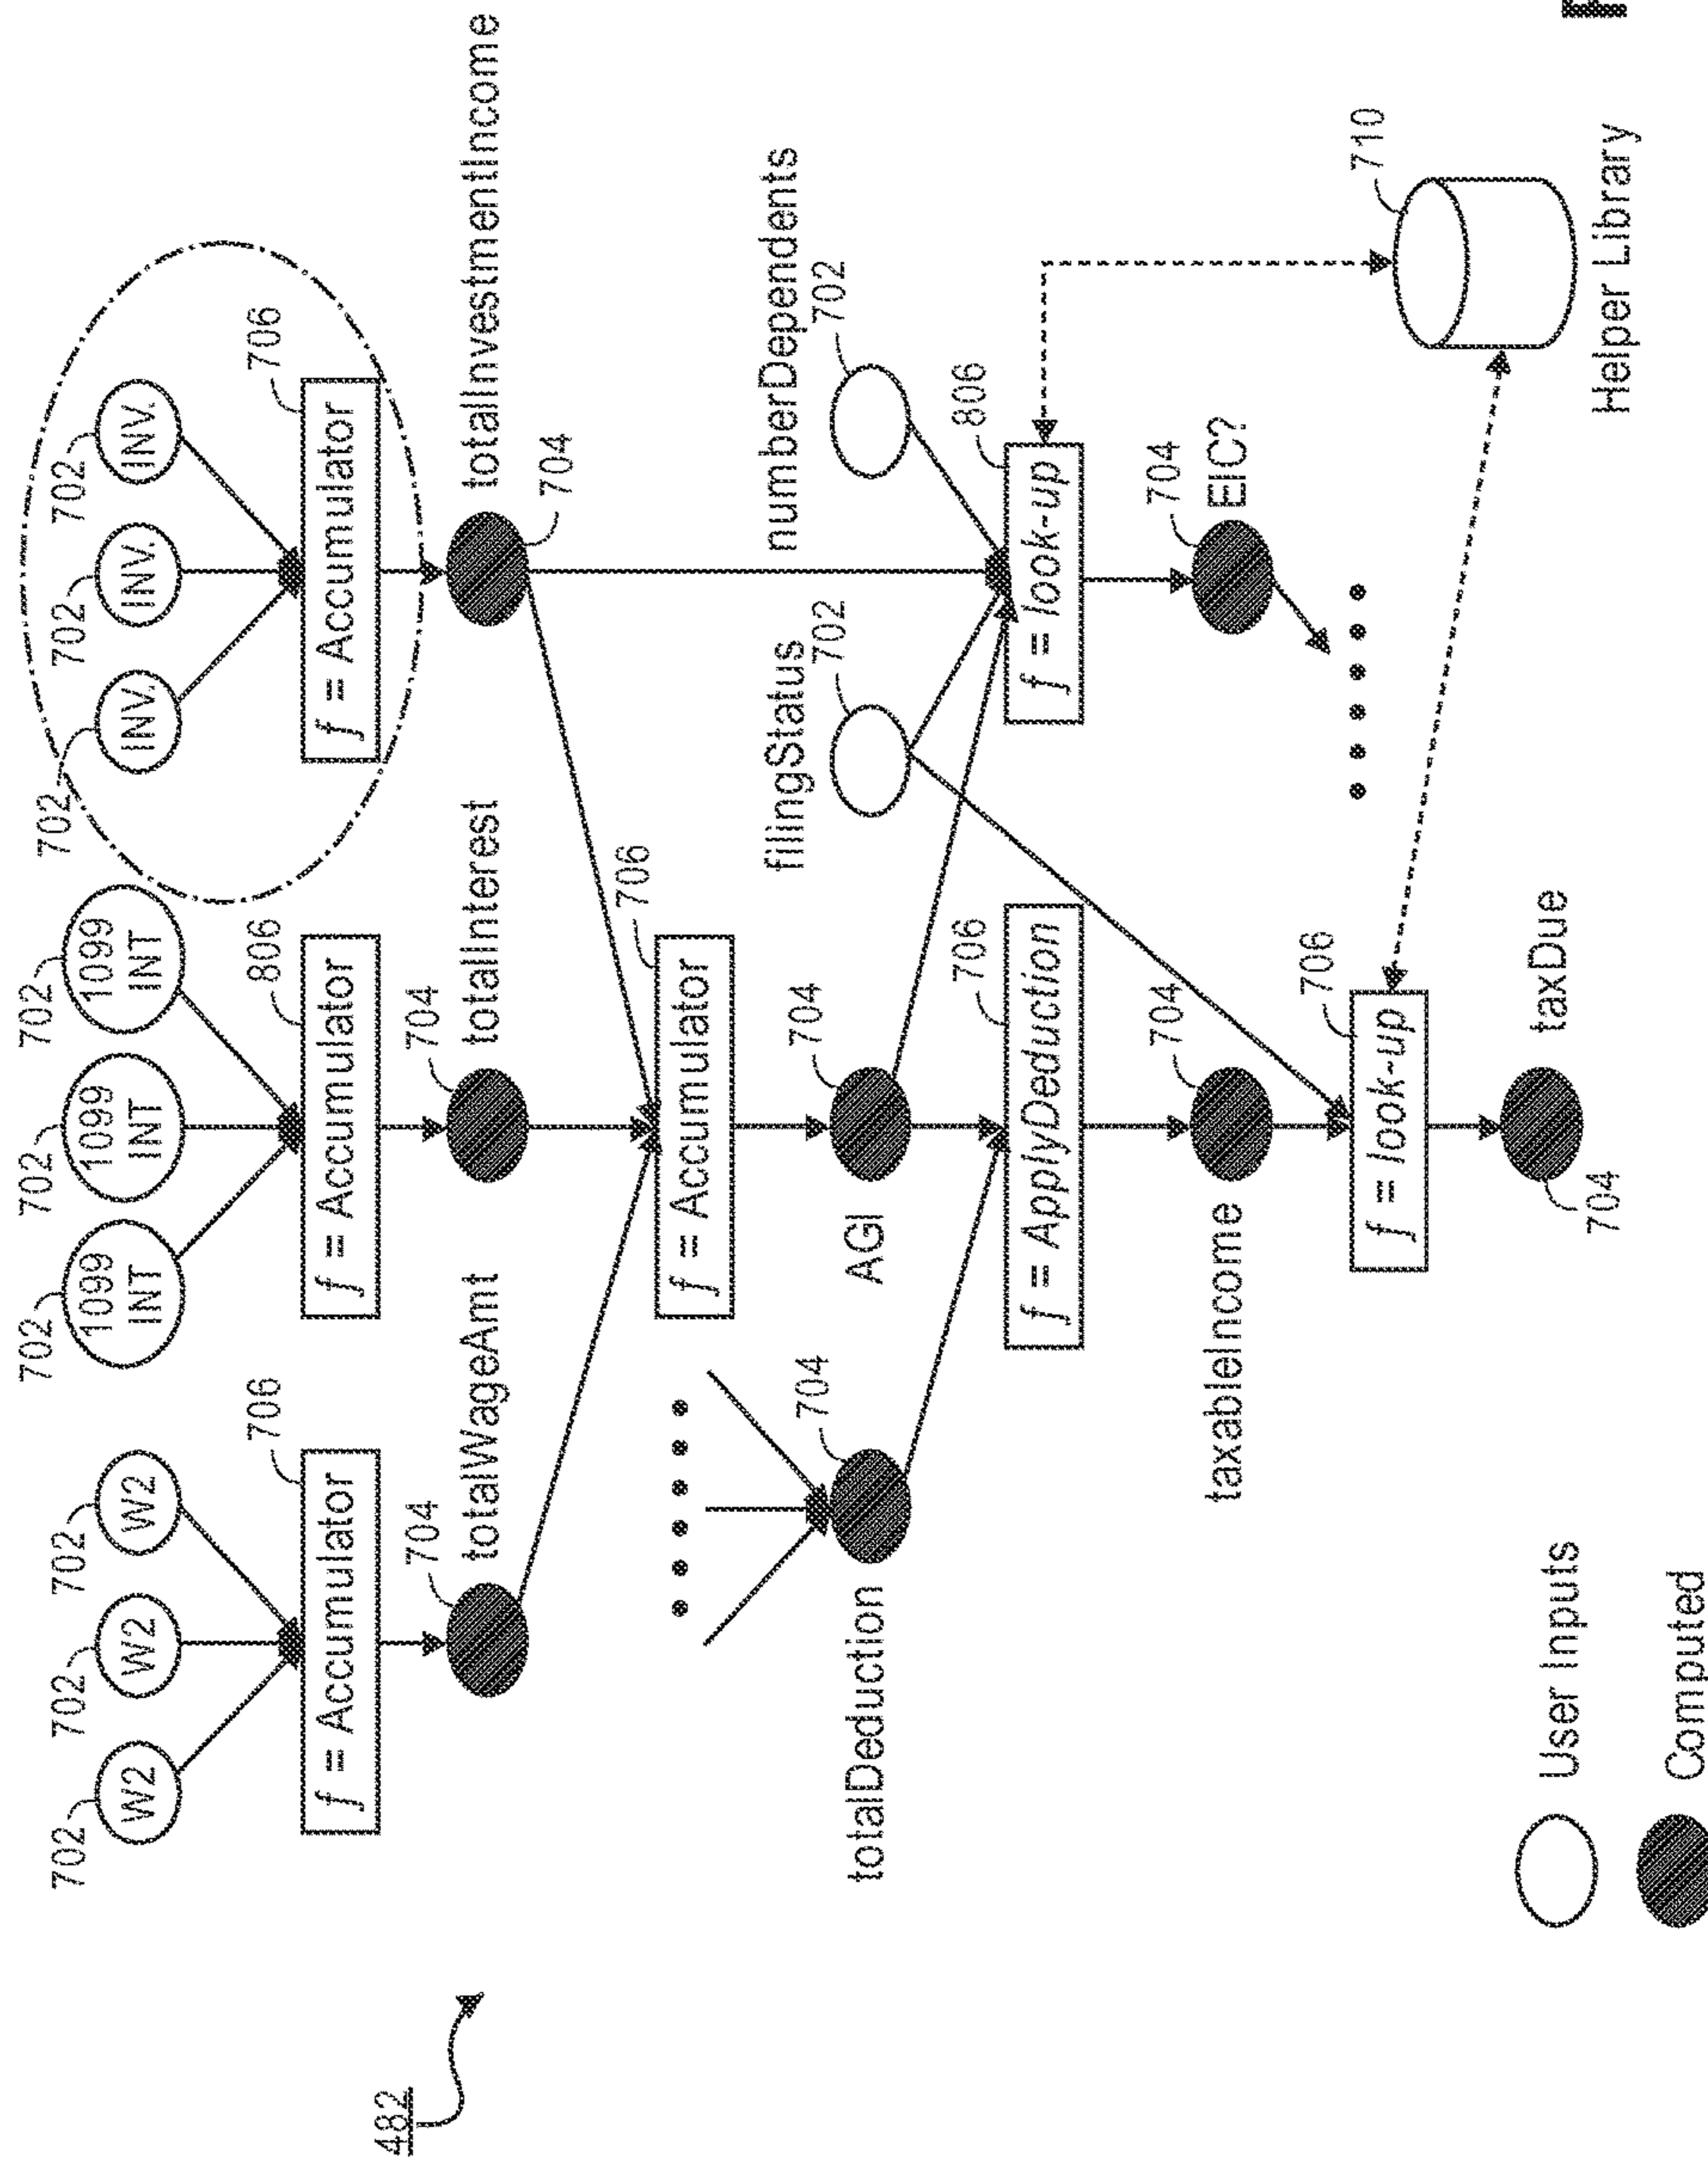 482
702
702
702
702
702
702
702
702
702
702
W2
W2
W2
1099
INT
1099
INT
1099
INT
INV.
INV.
INV.
706
806
706
f = Accumulator
f = Accumulator
f = Accumulator
704
704
704
totalWageAmt
totalInterest
totalInvestmentIncome
706
f = Accumulator
704
704
702
702
totalDeduction
AGI
fillingStatus
numberDependents
706
806
f = ApplyDeduction
f = look-up
704
704
taxableIncome
EIC?
706
710
f = look-up
704
taxDue
Helper Library
User Inputs
Computed